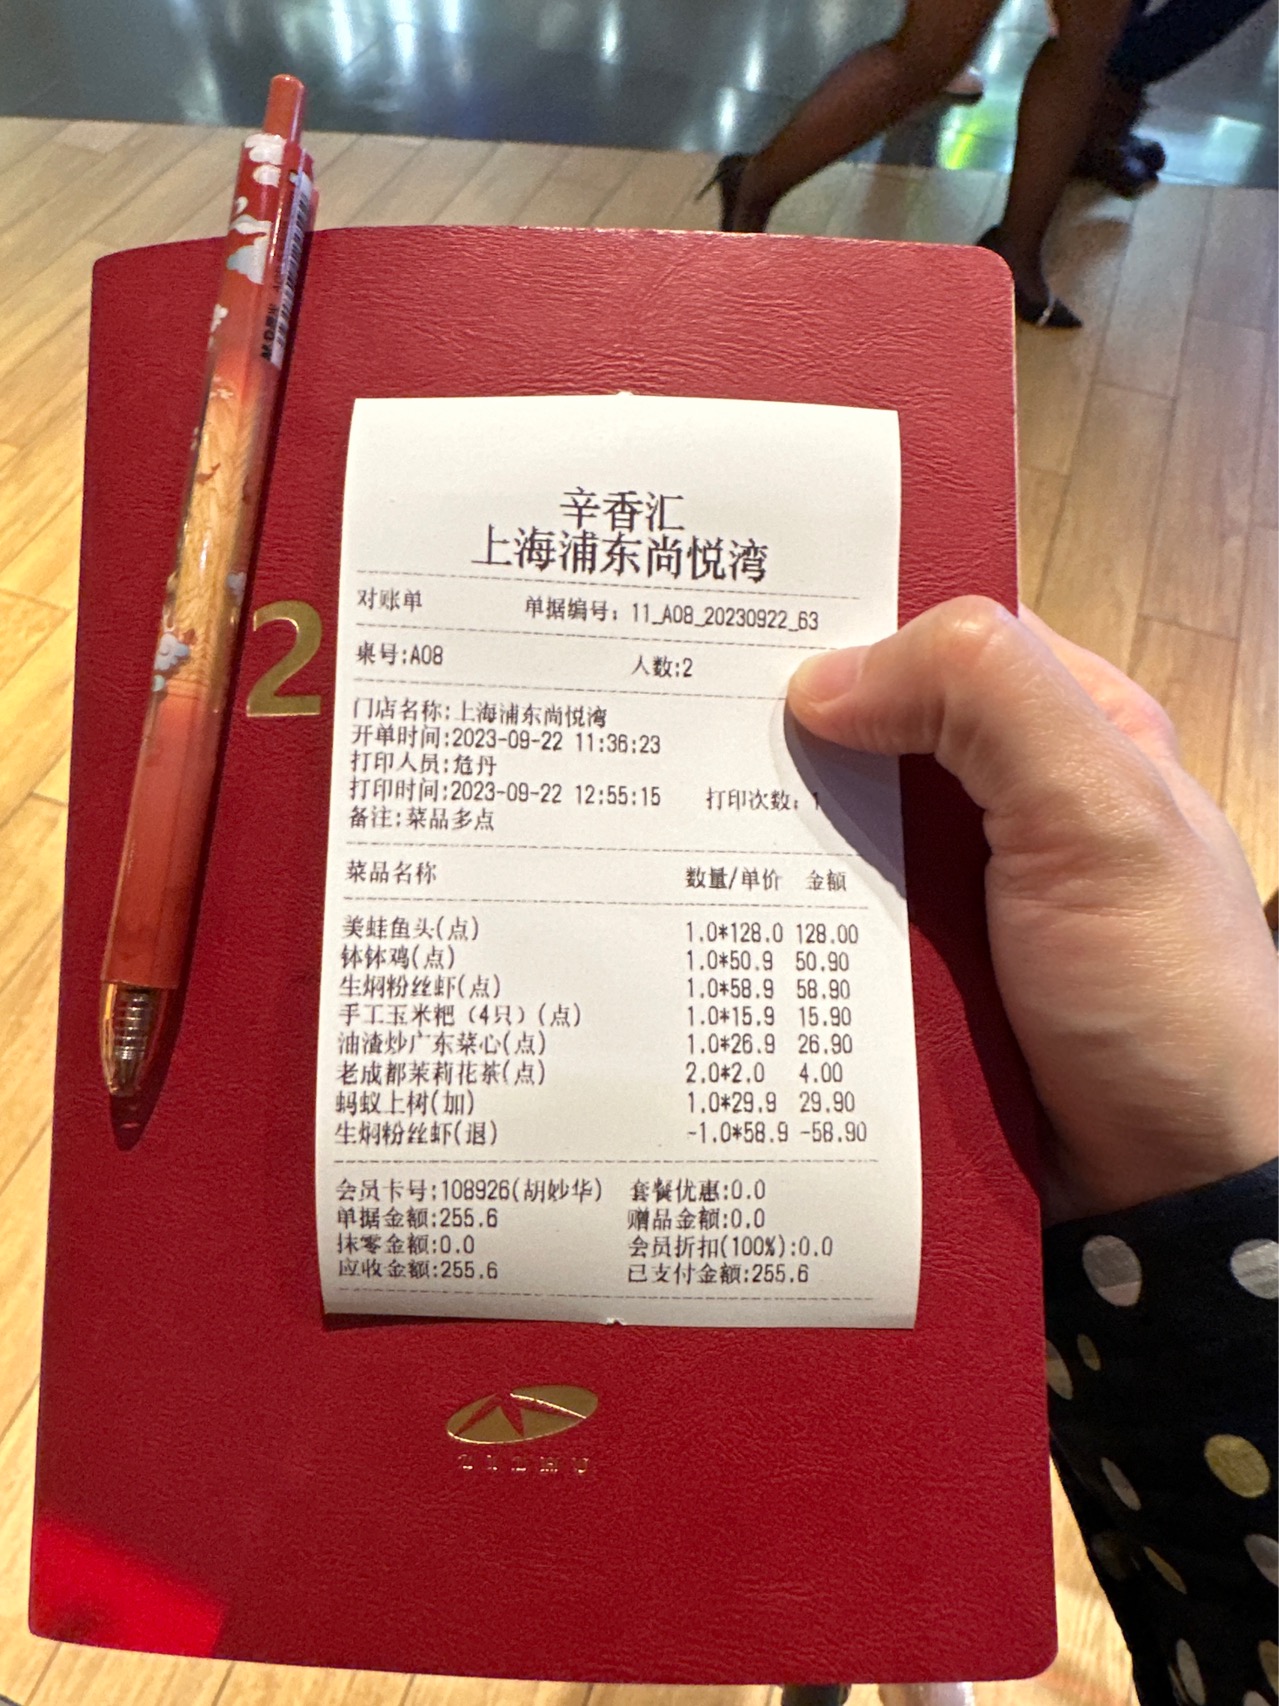 2
辛香汇
上海浦东尚悦湾
对账单 单据编号: 11_A08_20230922_63
桌号:A08 人数:2
门店名称:上海浦东尚悦湾
开单时间:2023-09-22 11:36:23
打印人员:危丹
打印时间:2023-09-22 12:55:15 打印次数: 1
备注:菜品多点
菜品名称 数量/单价 金额
美蛙鱼头(点) 1.0*128.0 128.00
钵钵鸡(点) 1.0*50.9 50.90
生焖粉丝虾(点) 1.0*58.9 58.90
手工玉米粑（4只）(点) 1.0*15.9 15.90
油渣炒广东菜心(点) 1.0*26.9 26.90
老成都茉莉花茶(点) 2.0*2.0 4.00
蚂蚁上树(加) 1.0*29.9 29.90
生焖粉丝虾(退) -1.0*58.9 -58.90
会员卡号:108926(胡妙华) 套餐优惠:0.0
单据金额:255.6 赠品金额:0.0
抹零金额:0.0 会员折扣(100%):0.0
应收金额:255.6 已支付金额:255.6